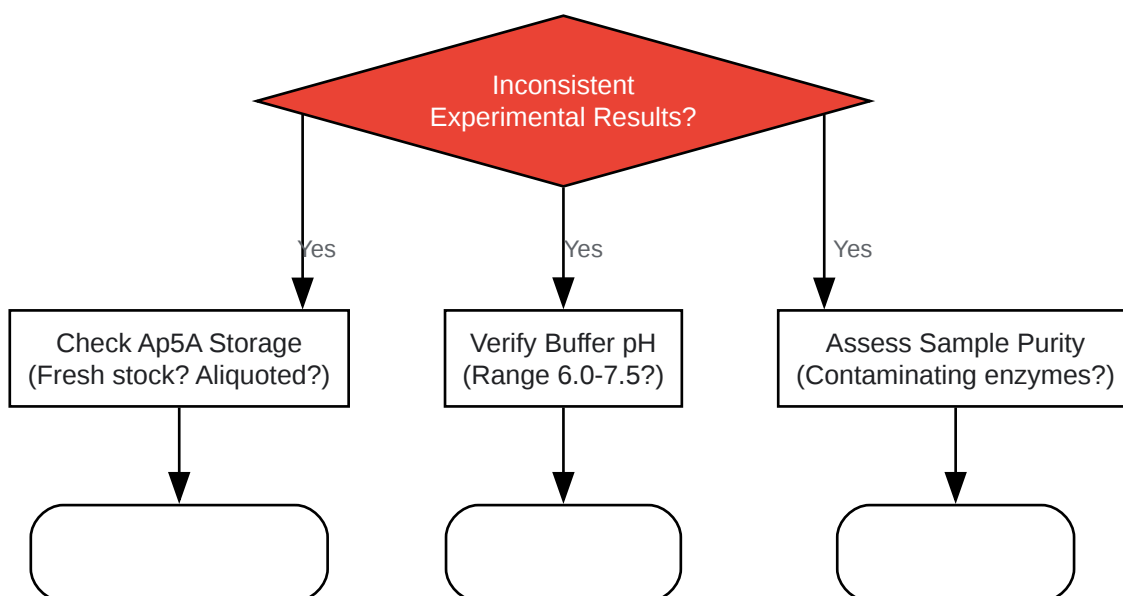 Inconsistent
Experimental Results?
Yes
Yes
Yes
Check Ap5A Storage
(Fresh stock? Aliquoted?)
Verify Buffer pH
(Range 6.0-7.5?)
Assess Sample Purity
(Contaminating enzymes?)